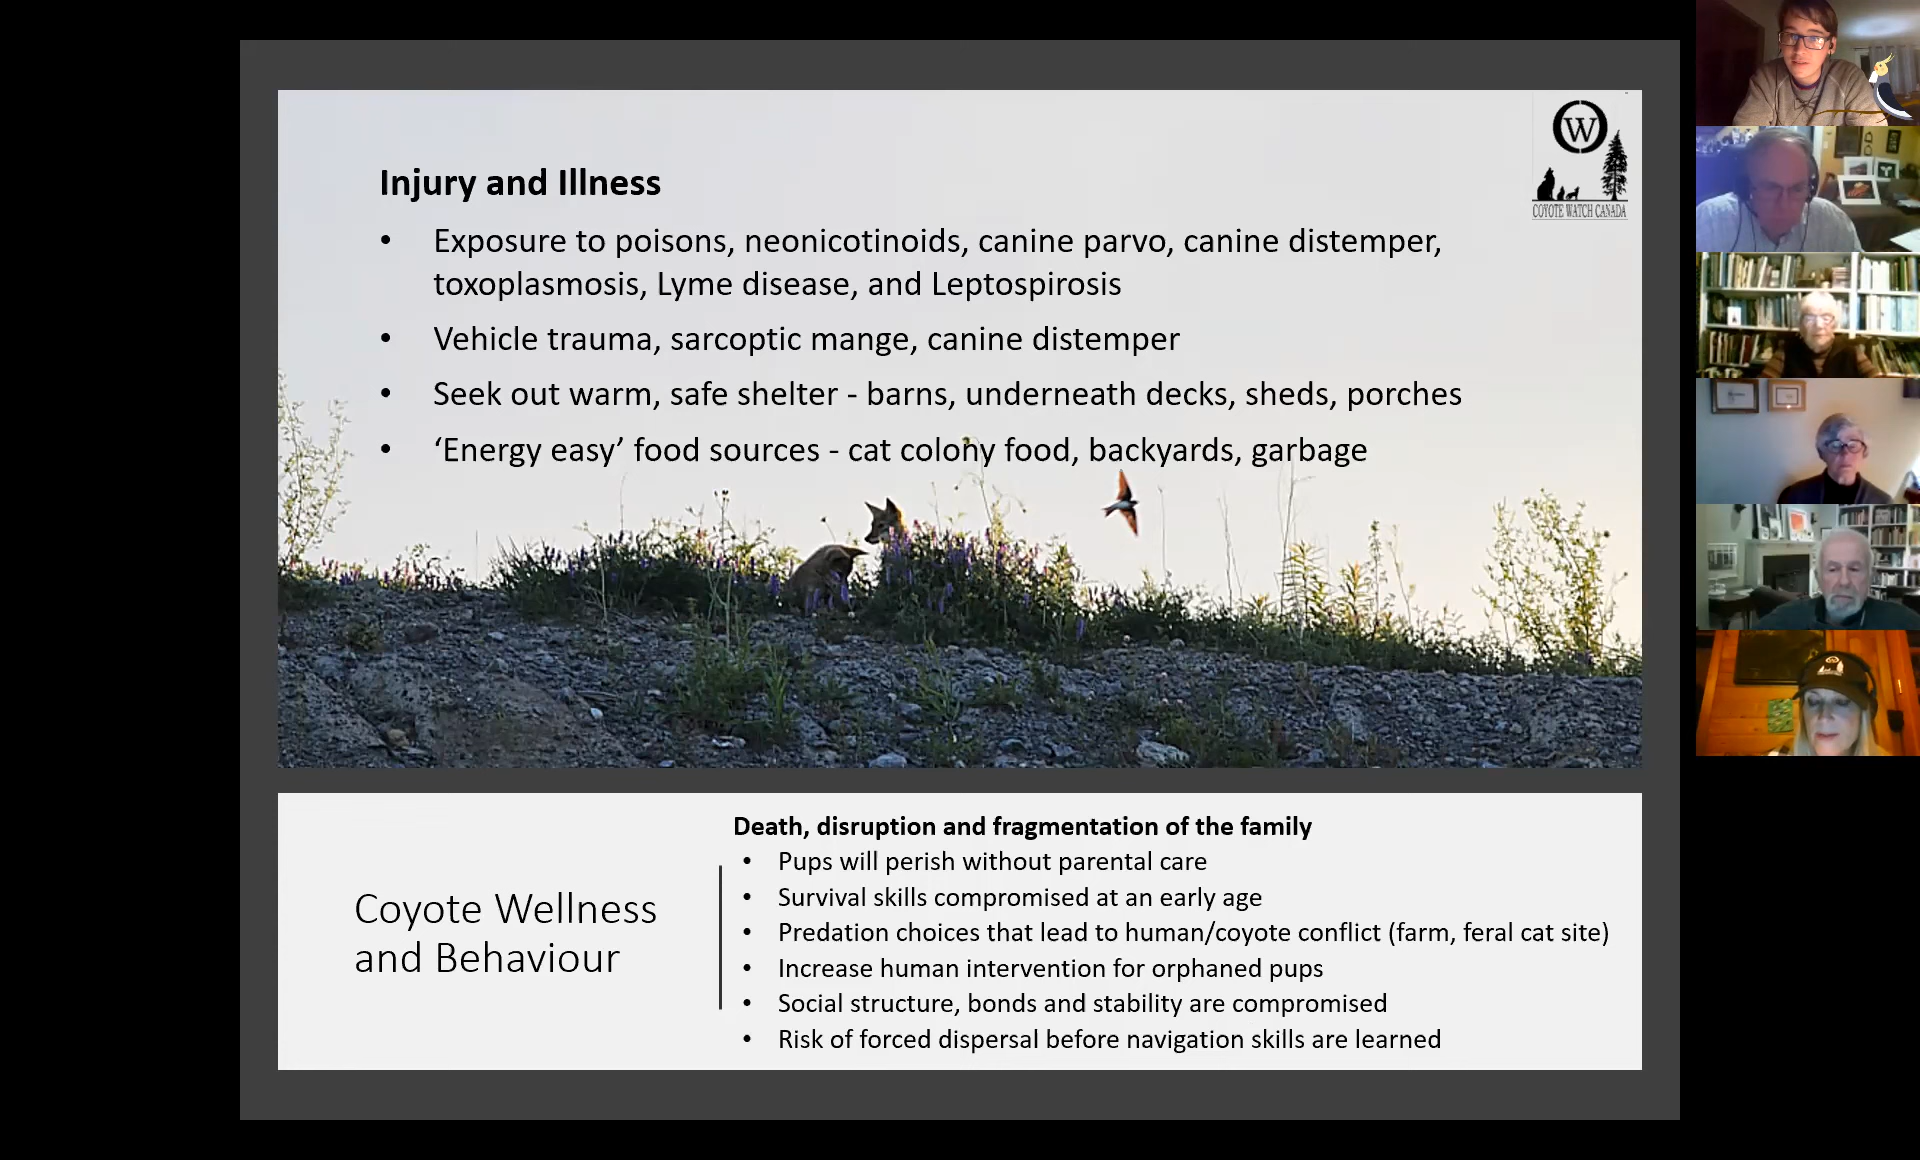 W
COYOTE WATCH CANADA
Injury and Illness
• Exposure to poisons, neonicotinoids, canine parvo, canine distemper,
toxoplasmosis, Lyme disease, and Leptospirosis
• Vehicle trauma, sarcoptic mange, canine distemper
• Seek out warm, safe shelter - barns, underneath decks, sheds, porches
• ‘Energy easy’ food sources - cat colony food, backyards, garbage
Coyote Wellness
and Behaviour
Death, disruption and fragmentation of the family
• Pups will perish without parental care
• Survival skills compromised at an early age
• Predation choices that lead to human/coyote conflict (farm, feral cat site)
• Increase human intervention for orphaned pups
• Social structure, bonds and stability are compromised
• Risk of forced dispersal before navigation skills are learned